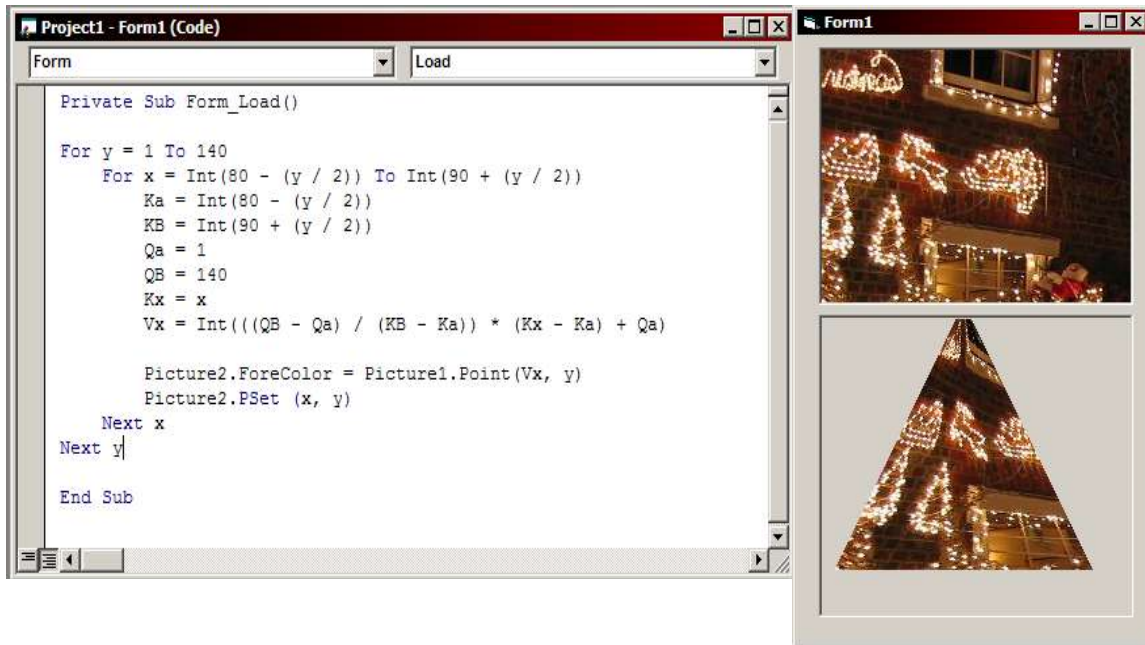 Project1 - Form1 (Code)
Form Load
Private Sub Form_Load()
For y = 1 To 140
For x = Int(80 - (y / 2)) To Int(90 + (y / 2))
Ka = Int(80 - (y / 2))
KB = Int(90 + (y / 2))
Qa = 1
QB = 140
Kx = x
Vx = Int(((QB - Qa) / (KB - Ka)) * (Kx - Ka) + Qa)
Picture2.ForeColor = Picture1.Point(Vx, y)
Picture2.PSet (x, y)
Next x
Next y
End Sub
Form1